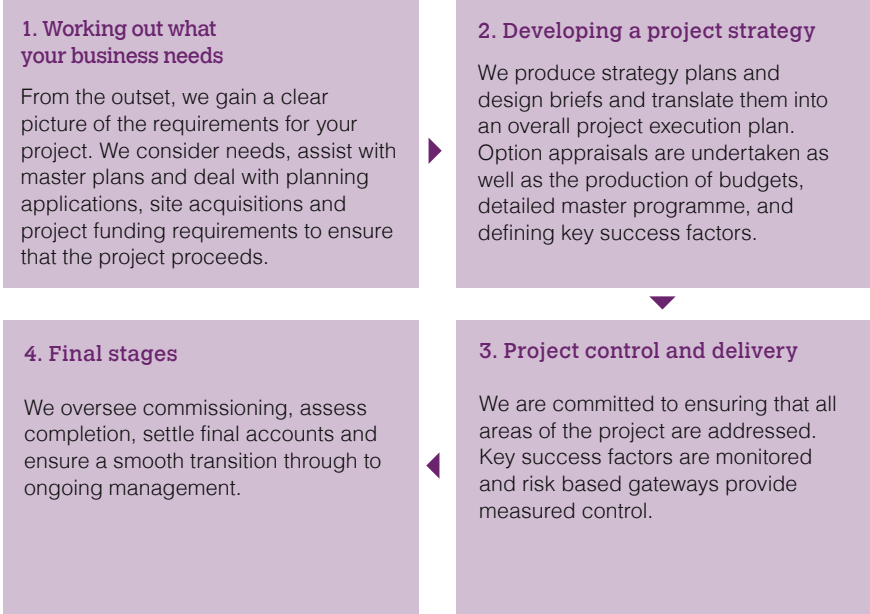 1. Working out what
your business needs
From the outset, we gain a clear
picture of the requirements for your
project. We consider needs, assist with
master plans and deal with planning
applications, site acquisitions and
project funding requirements to ensure
that the project proceeds.
2. Developing a project strategy
We produce strategy plans and
design briefs and translate them into
an overall project execution plan.
Option appraisals are undertaken as
well as the production of budgets,
detailed master programme, and
defining key success factors.
3. Project control and delivery
We are committed to ensuring that all
areas of the project are addressed.
Key success factors are monitored
and risk based gateways provide
measured control.
4. Final stages
We oversee commissioning, assess
completion, settle final accounts and
ensure a smooth transition through to
ongoing management.